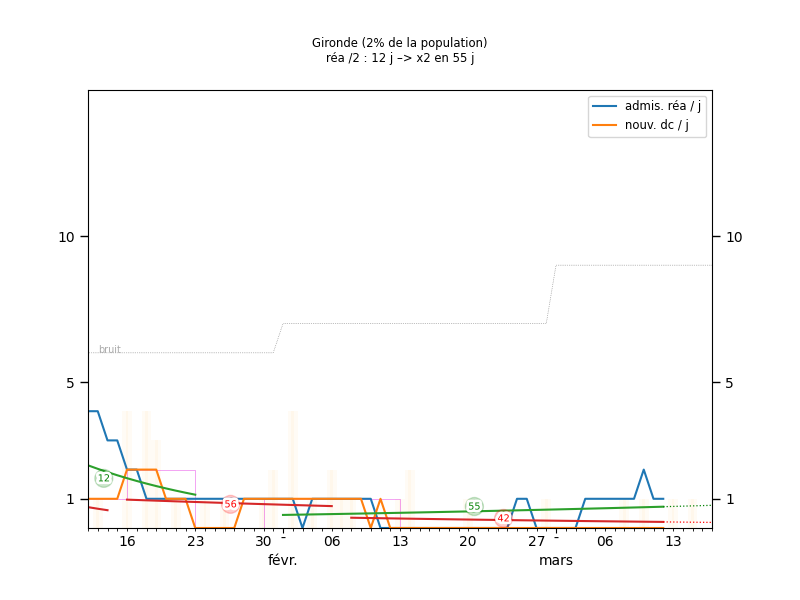 Gironde (2% de la population)
réa /2 : 12 j –> x2 en 55 j
admis. réa / j
nouv. dc / j
10 10
bruit
5 5
12
56
55
42
1 1
16 23 30 - 06 13 20 27 - 06 13
févr. mars